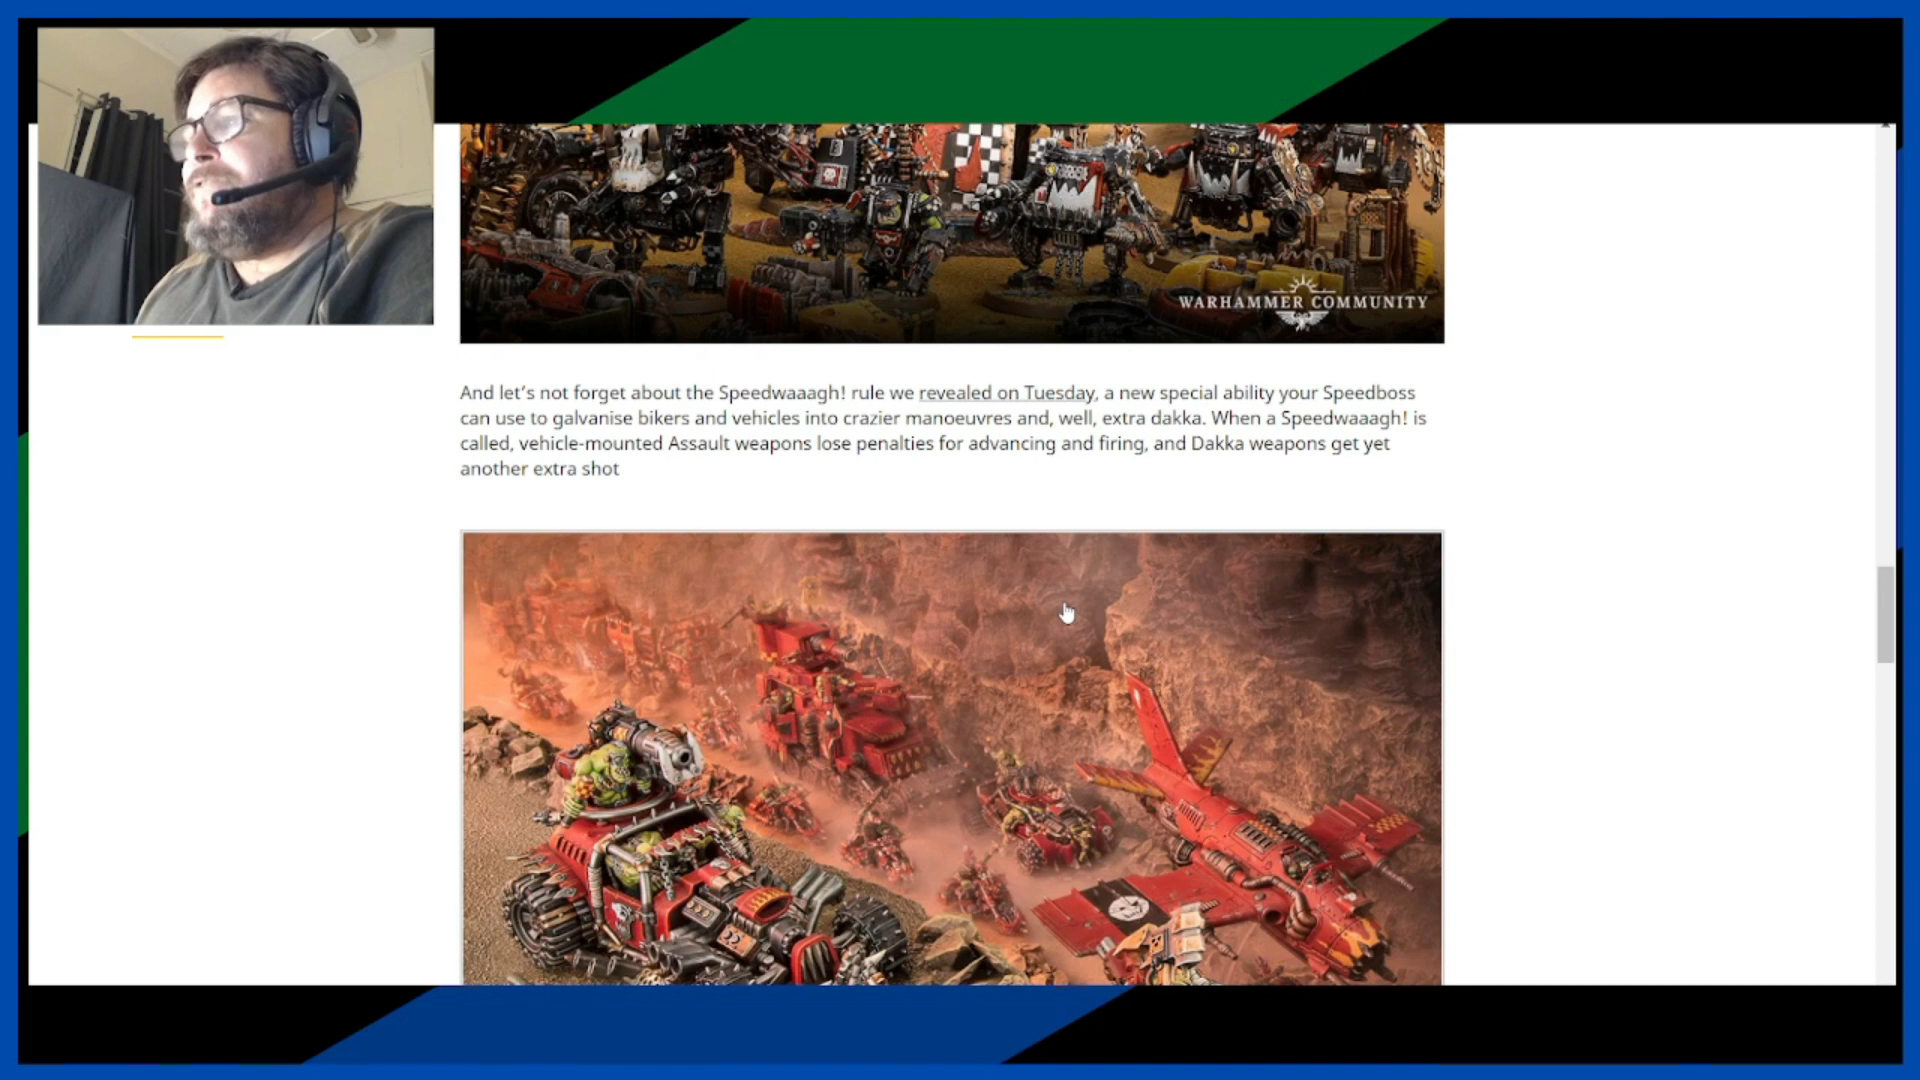 WARHAMMER COMMUNITY
And let’s not forget about the Speedwaaagh! rule we revealed on Tuesday, a new special ability your Speedboss
can use to galvanise bikers and vehicles into crazier manoeuvres and, well, extra dakka. When a Speedwaaagh! is
called, vehicle-mounted Assault weapons lose penalties for advancing and firing, and Dakka weapons get yet
another extra shot